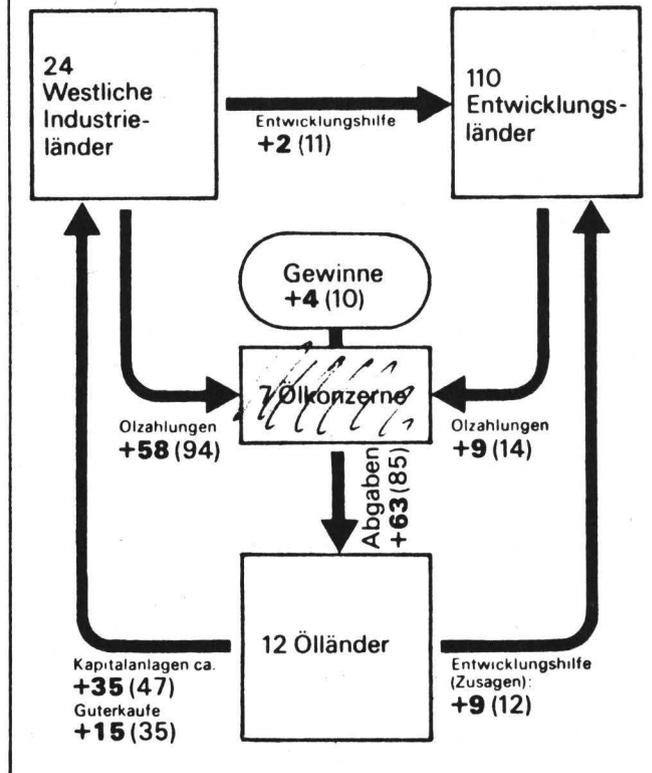 24
Westliche
Industrie-
länder
110
Entwicklungs-
länder
Entwicklungshilfe
+2 (11)
Gewinne
+4 (10)
7 Ölkonzerne
Olzahlungen
+58 (94)
Olzahlungen
+9 (14)
Abgaben
+63 (85)
12 Ölländer
Kapitalanlagen ca.
+35 (47)
Guterkaufe
+15 (35)
Entwicklungshilfe
(Zusagen):
+9 (12)